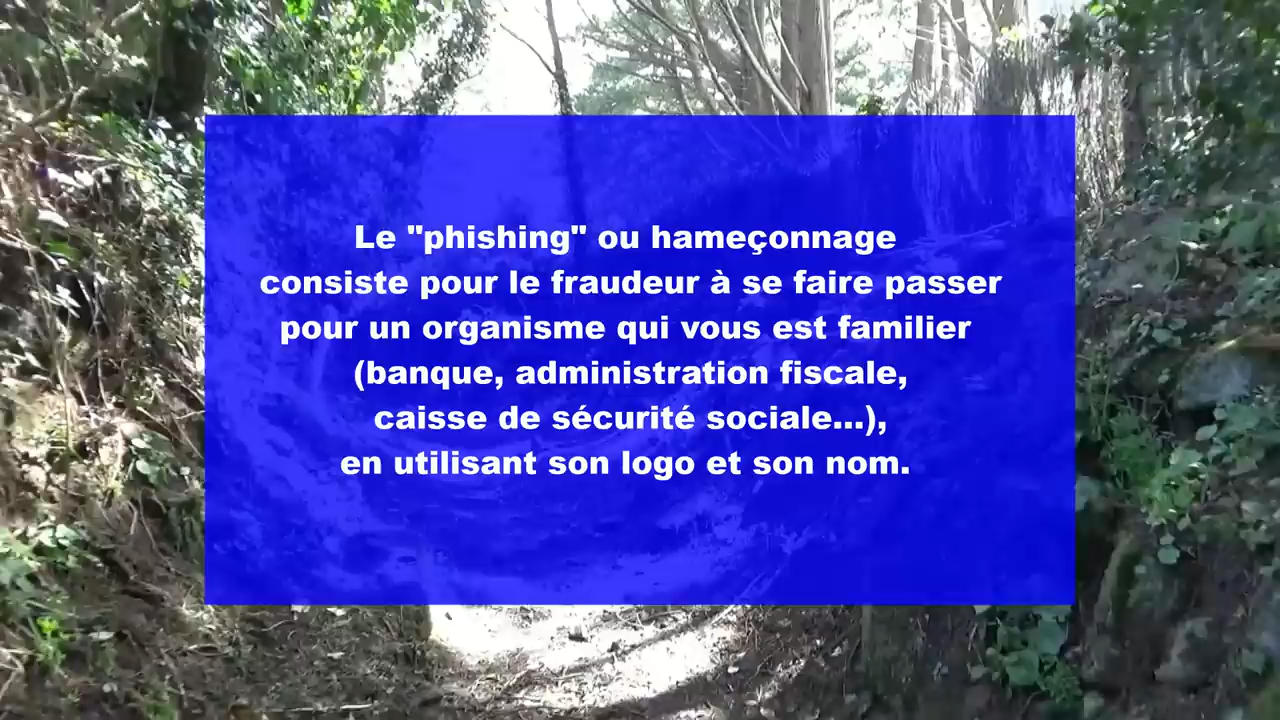 Le "phishing" ou hameçonnage
consiste pour le fraudeur à se faire passer
pour un organisme qui vous est familier
(banque, administration fiscale,
caisse de sécurité sociale...),
en utilisant son logo et son nom.